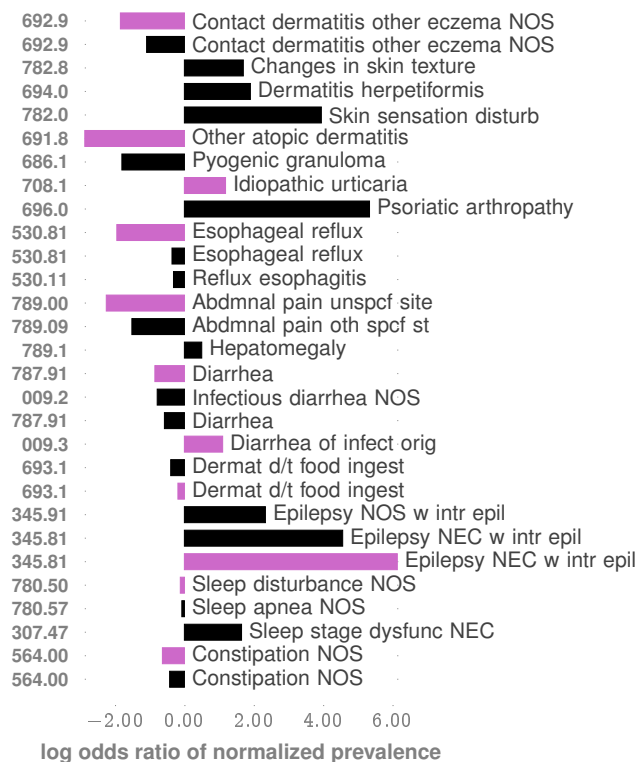 692.9 Contact dermatitis other eczema NOS
692.9 Contact dermatitis other eczema NOS
782.8 Changes in skin texture
694.0 Dermatitis herpetiformis
782.0 Skin sensation disturb
691.8 Other atopic dermatitis
686.1 Pyogenic granuloma
708.1 Idiopathic urticaria
696.0 Psoriatic arthropathy
530.81 Esophageal reflux
530.81 Esophageal reflux
530.11 Reflux esophagitis
789.00 Abdmnal pain unspcf site
789.09 Abdmnal pain oth spcf st
789.1 Hepatomegaly
787.91 Diarrhea
009.2 Infectious diarrhea NOS
787.91 Diarrhea
009.3 Diarrhea of infect orig
693.1 Dermat d/t food ingest
693.1 Dermat d/t food ingest
345.91 Epilepsy NOS w intr epil
345.81 Epilepsy NEC w intr epil
345.81 Epilepsy NEC w intr epil
780.50 Sleep disturbance NOS
780.57 Sleep apnea NOS
307.47 Sleep stage dysfunc NEC
564.00 Constipation NOS
564.00 Constipation NOS
−2.00 0.00 2.00 4.00 6.00
log odds ratio of normalized prevalence